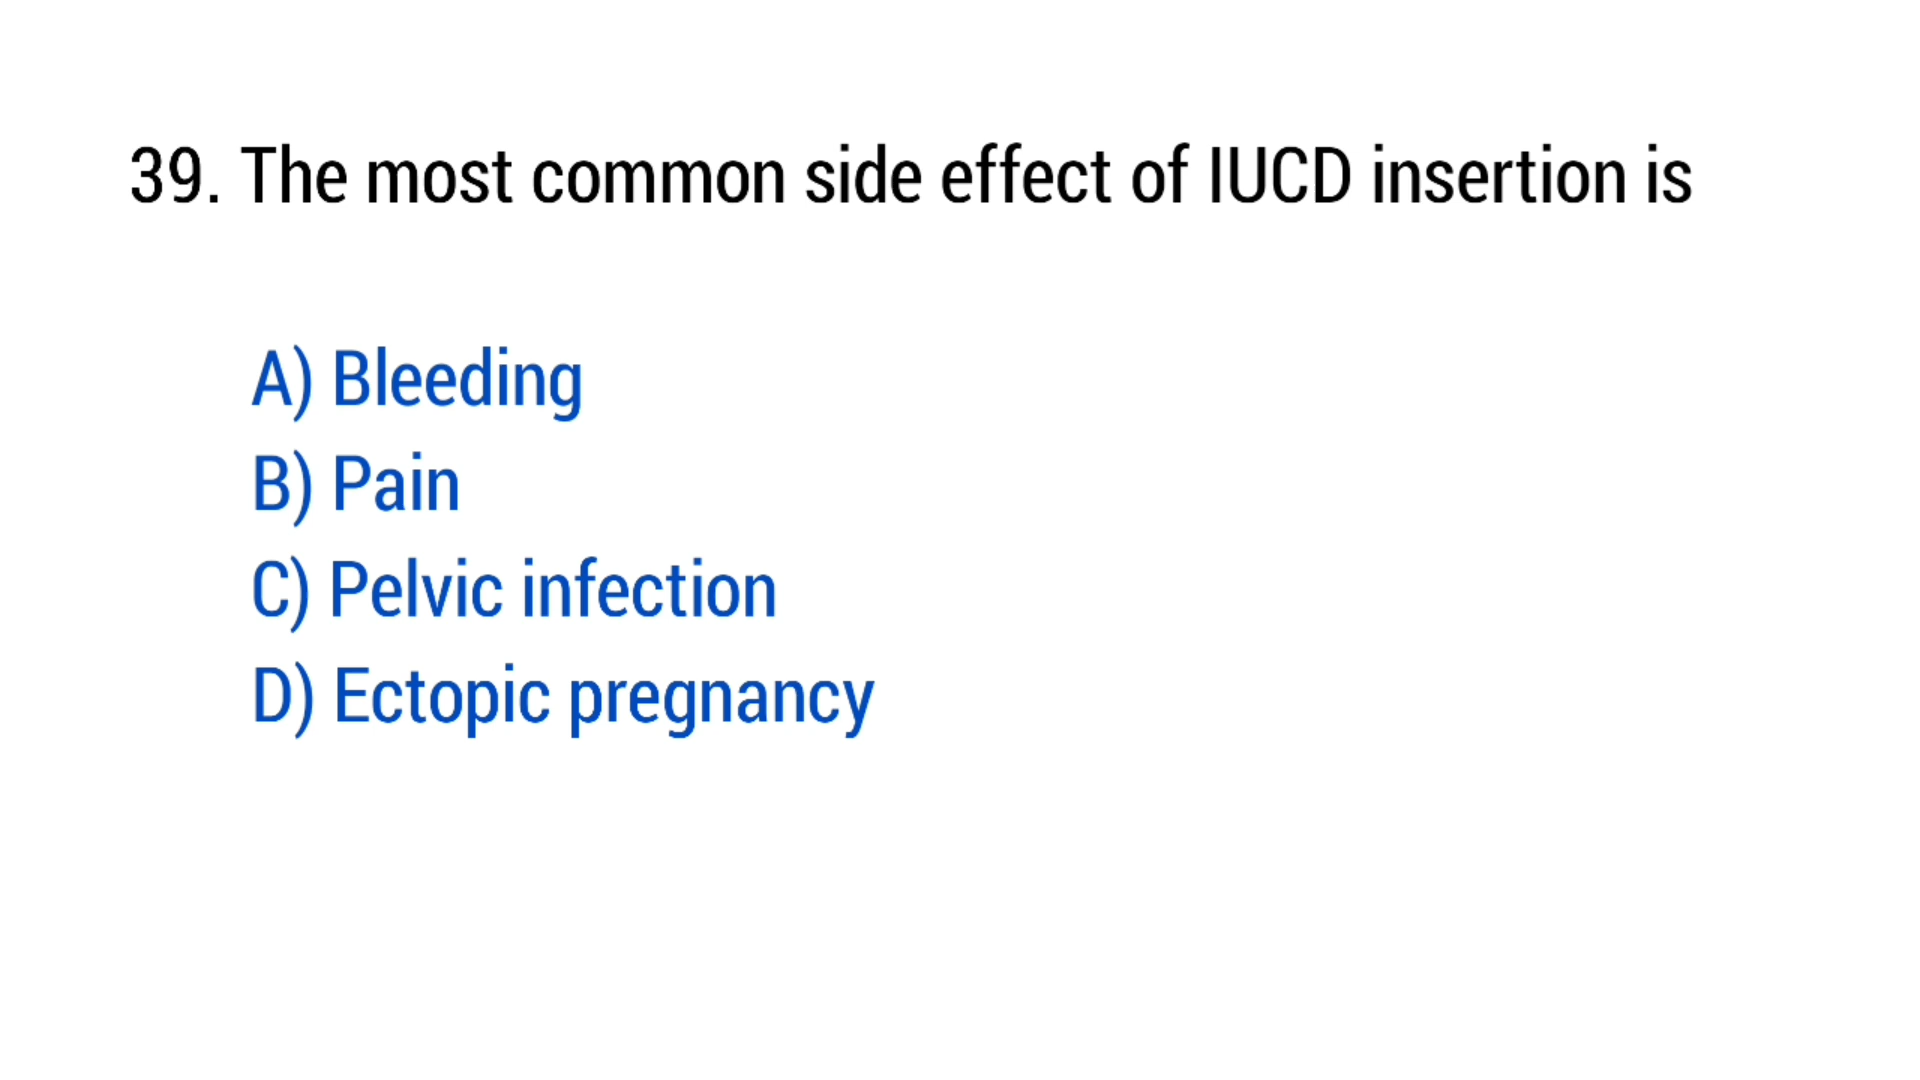 39. The most common side effect of IUCD insertion is
A) Bleeding
B) Pain
C) Pelvic infection
D) Ectopic pregnancy